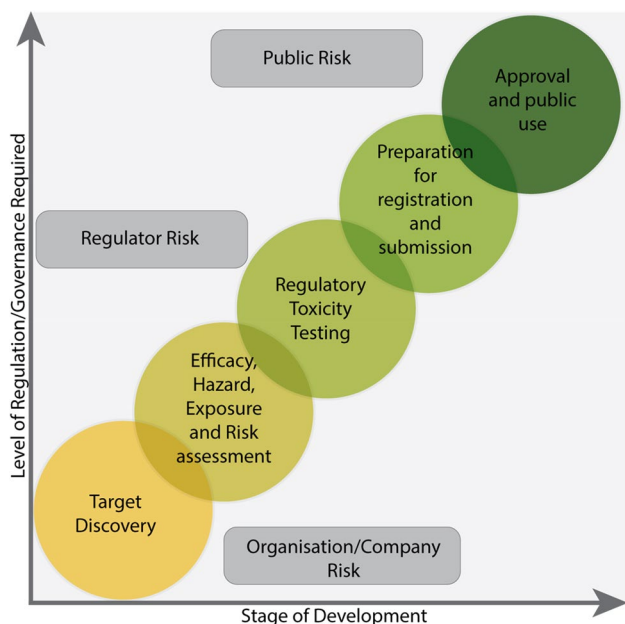 Public Risk
Approval
and public
use
Preparation
for
registration
and
submission
Regulator Risk
Regulatory
Toxicity
Testing
Efficacy,
Hazard,
Exposure
and Risk
assessment
Target
Discovery
Organisation/Company
Risk
Level of Regulation/Governance Required
Stage of Development